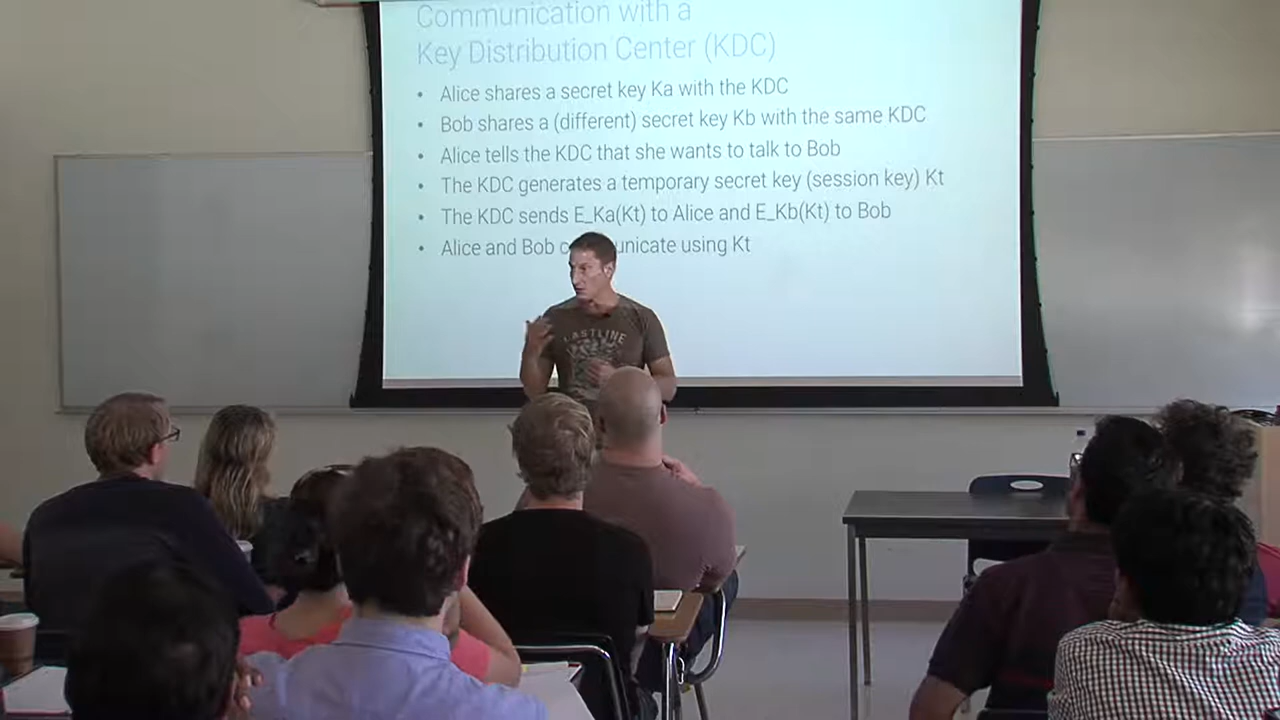 Communication with a
Key Distribution Center (KDC)
• Alice shares a secret key Ka with the KDC
• Bob shares a (different) secret key Kb with the same KDC
• Alice tells the KDC that she wants to talk to Bob
• The KDC generates a temporary secret key (session key) Kt
• The KDC sends E_Ka(Kt) to Alice and E_Kb(Kt) to Bob
• Alice and Bob c unicate using Kt
LASTLINE